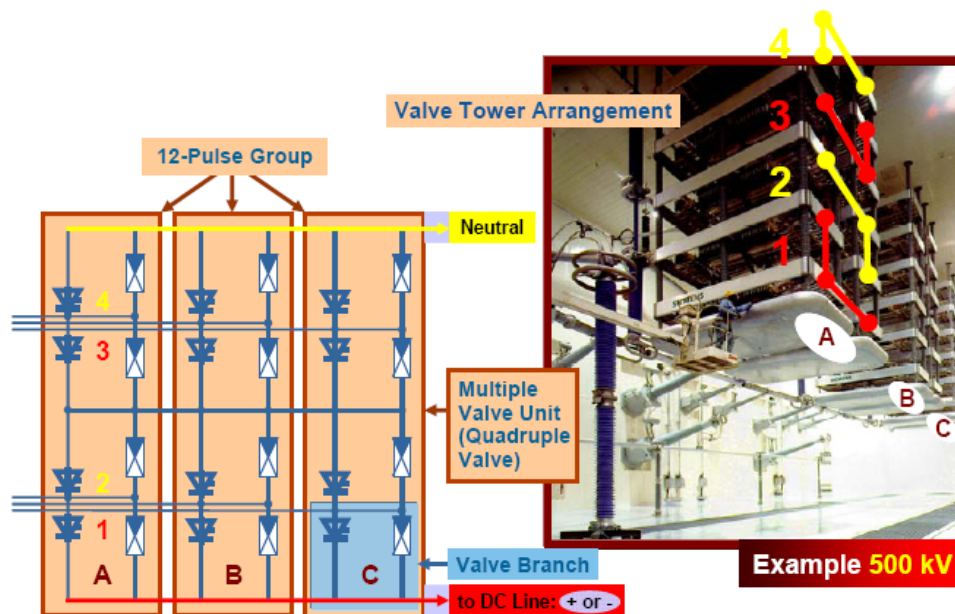 4
Valve Tower Arrangement
3
12-Pulse Group
2
Neutral
1
4
3
A
Multiple
Valve Unit
(Quadruple
Valve)
B
C
2
1
A
B
C
Valve Branch
Example 500 kV
to DC Line: + or -
SIEMENS